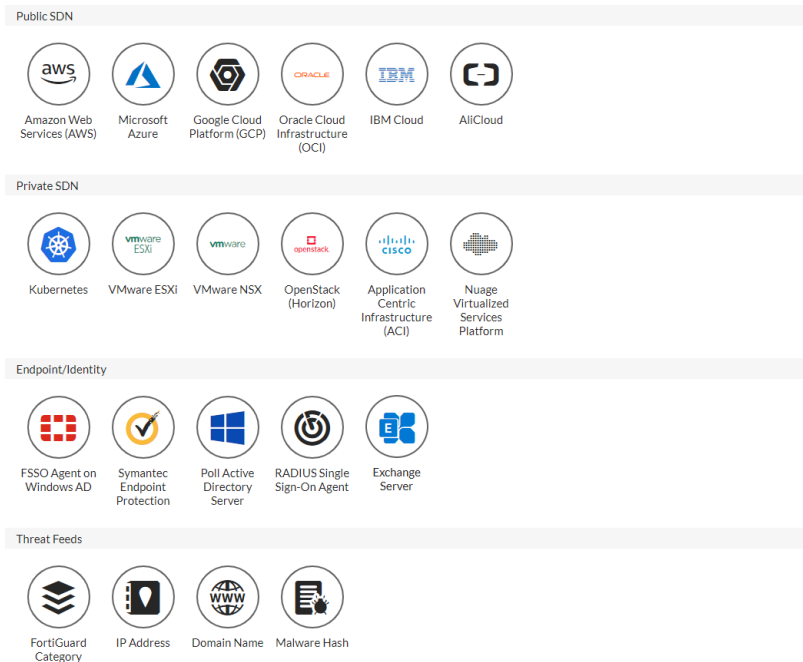 Public SDN
aws
ORACLE
IBM
Amazon Web
Services (AWS)
Microsoft
Azure
Google Cloud
Platform (GCP)
Oracle Cloud
Infrastructure
(OCI)
IBM Cloud
AliCloud
Private SDN
vmware
ESXi
vmware
openstack.
CISCO
Kubernetes
VMware ESXi
VMware NSX
OpenStack
(Horizon)
Application
Centric
Infrastructure
(ACI)
Nuage
Virtualized
Services
Platform
Endpoint/Identity
E
FSSO Agent on
Windows AD
Symantec
Endpoint
Protection
Poll Active
Directory
Server
RADIUS Single
Sign-On Agent
Exchange
Server
Threat Feeds
WWW
FortiGuard
Category
IP Address
Domain Name
Malware Hash